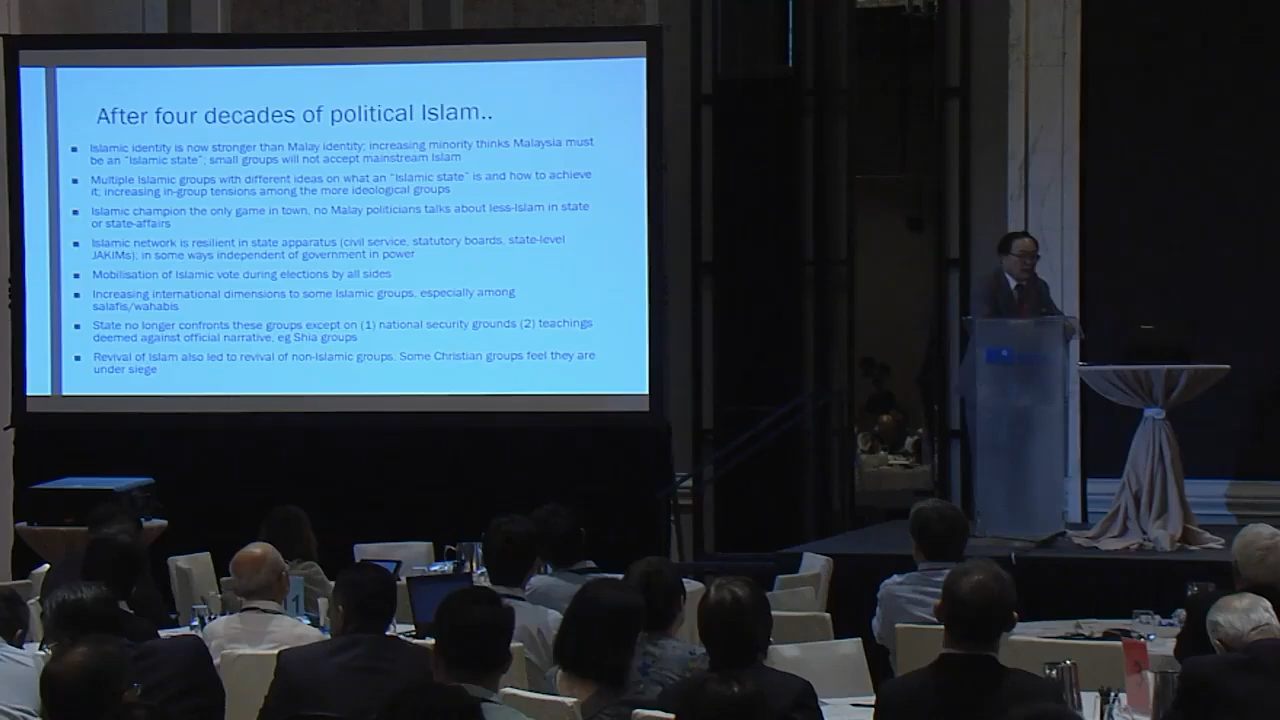 After four decades of political Islam..
Islamic identity is now stronger than Malay identity; increasing minority thinks Malaysia must
be an "Islamic state"; small groups will not accept mainstream Islam
Multiple Islamic groups with different ideas on what an "Islamic state" is and how to achieve
it; increasing in-group tensions among the more ideological groups
Islamic champion the only game in town, no Malay politicians talks about less-Islam in state
or state-affairs
Islamic network is resilient in state apparatus (civil service, statutory boards, state-level
JAKIMs); in some ways independent of government in power
Mobilisation of Islamic vote during elections by all sides
Increasing international dimensions to some Islamic groups, especially among
salafis/wahabis
State no longer confronts these groups except on (1) national security grounds (2) teachings
deemed against official narrative, eg Shia groups
Revival of Islam also led to revival of non-Islamic groups. Some Christian groups feel they are
under siege
1